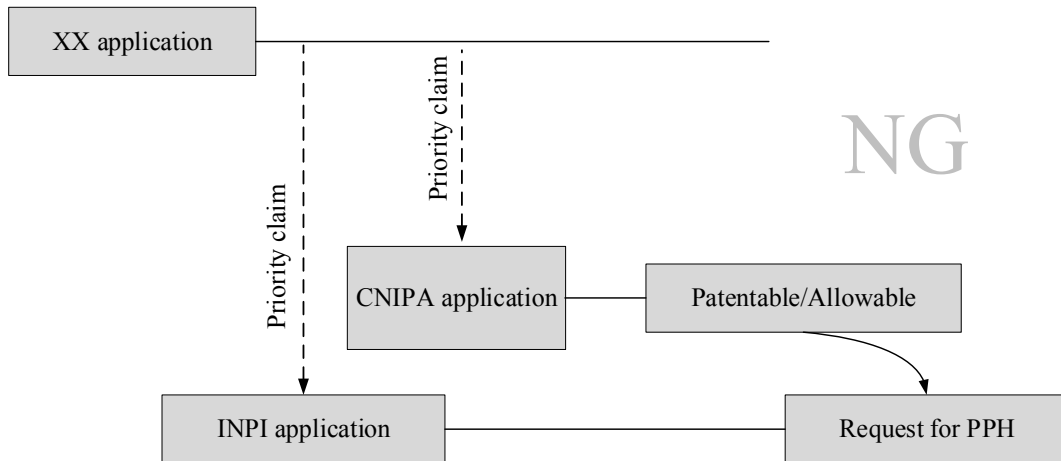 XX application
Priority claim
Priority claim
NG
CNIPA application
Patentable/Allowable
INPI application
Request for PPH